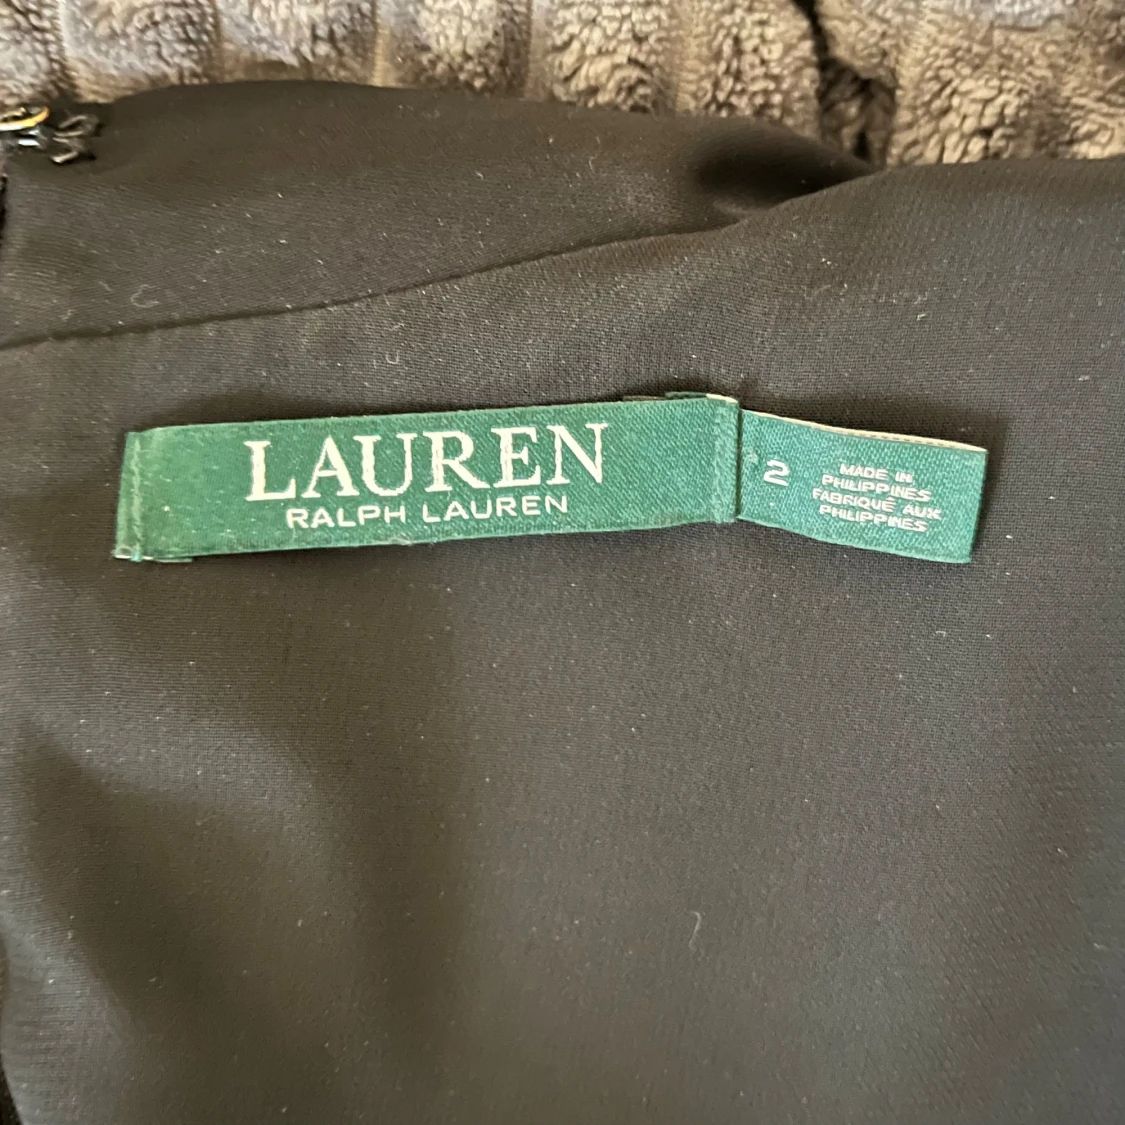 LAUREN
RALPH LAUREN
2
MADE IN
PHILIPPINES
FABRIQUÉ AUX
PHILIPPINES